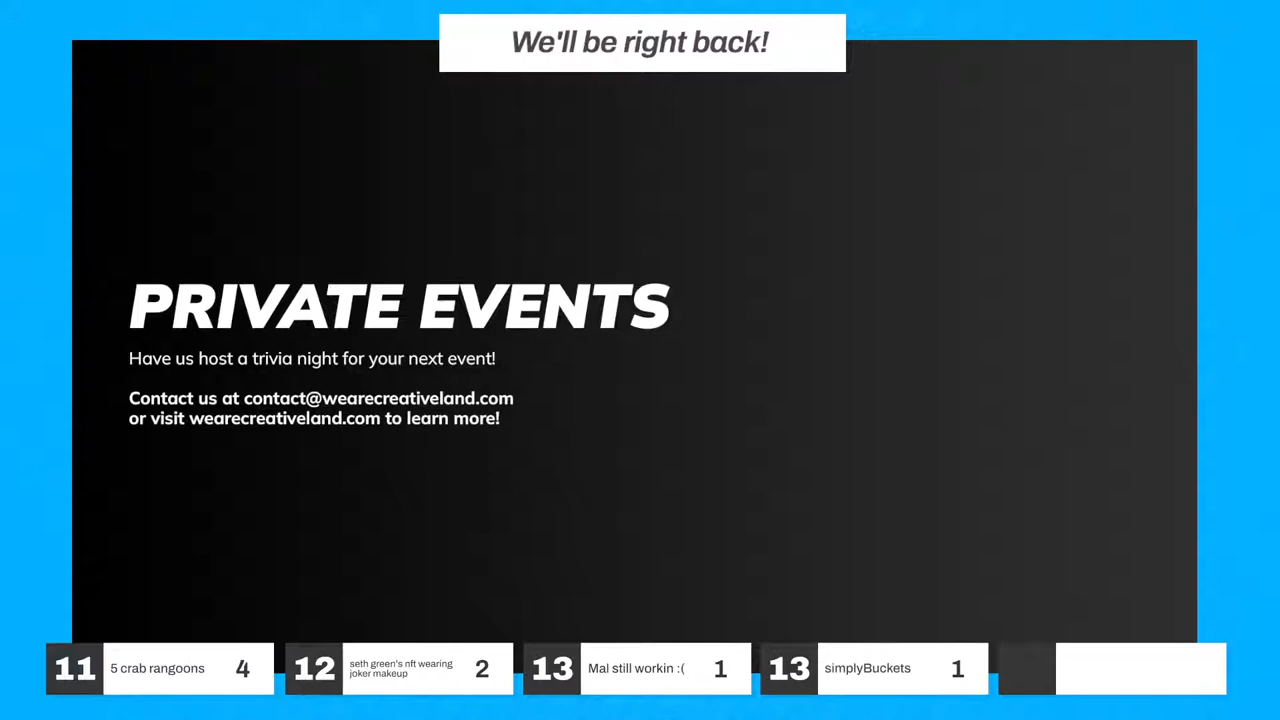 We'll be right back!
PRIVATE EVENTS
Have us host a trivia night for your next event!
Contact us at contact@wearecreativeland.com
or visit wearecreativeland.com to learn more!
11 5 crab rangoons 4
12 seth green's nft wearing
joker makeup 2
13 Mal still workin :( 1
13 simplyBuckets 1